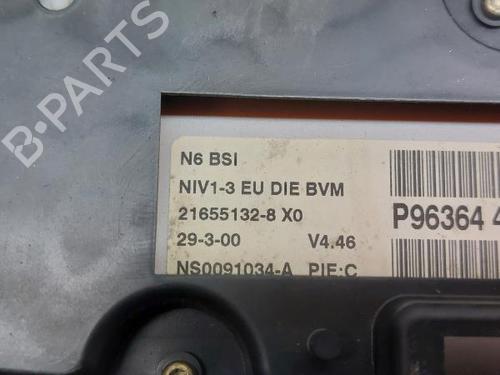 B-PARTS
N6 BSI
NIV1-3 EU DIE BVM
21655132-8 X0
29-3-00 V4.46
NS0091034-A PIE:C
P96364 4